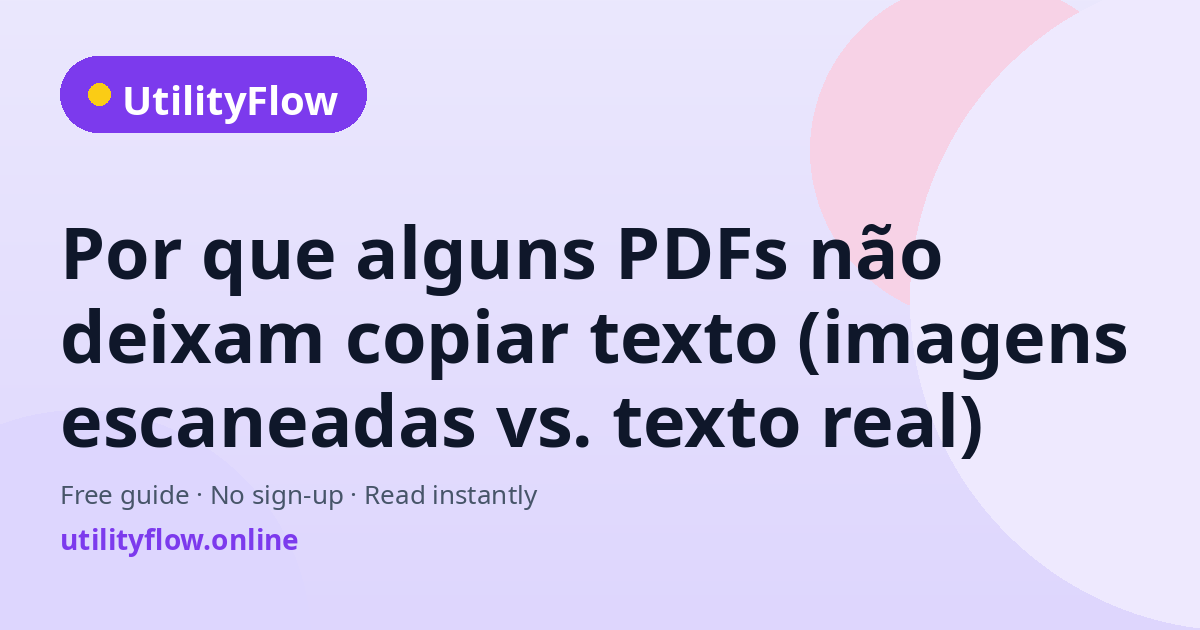 UtilityFlow
Por que alguns PDFs não
deixam copiar texto (imagens
escaneadas vs. texto real)
Free guide · No sign-up · Read instantly
utilityflow.online